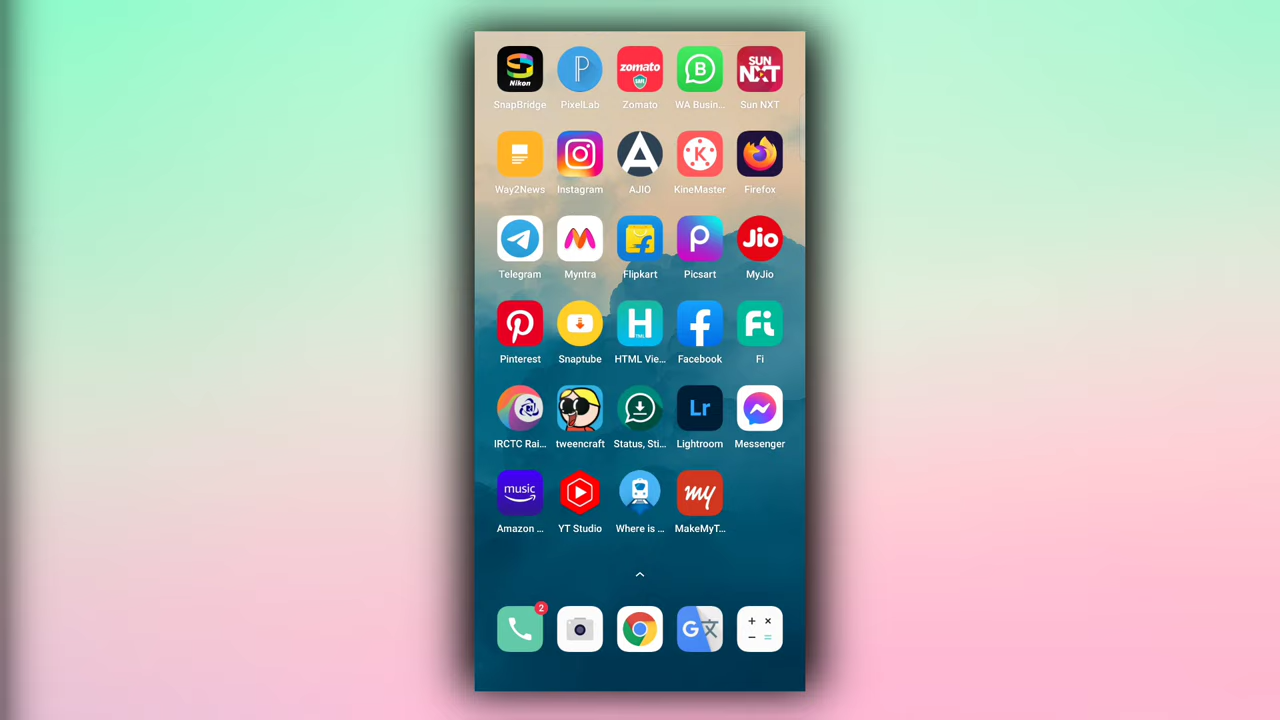 SnapBridge PixelLab Zomato WA Busin... Sun NXT
Way2News Instagram AJIO KineMaster Firefox
Telegram Myntra Flipkart Picsart MyJio
Pinterest Snaptube HTML Vie... Facebook Fi
IRCTC Rai... tweencraft Status, Sti... Lightroom Messenger
Amazon ... YT Studio Where is ... MakeMyT...
2